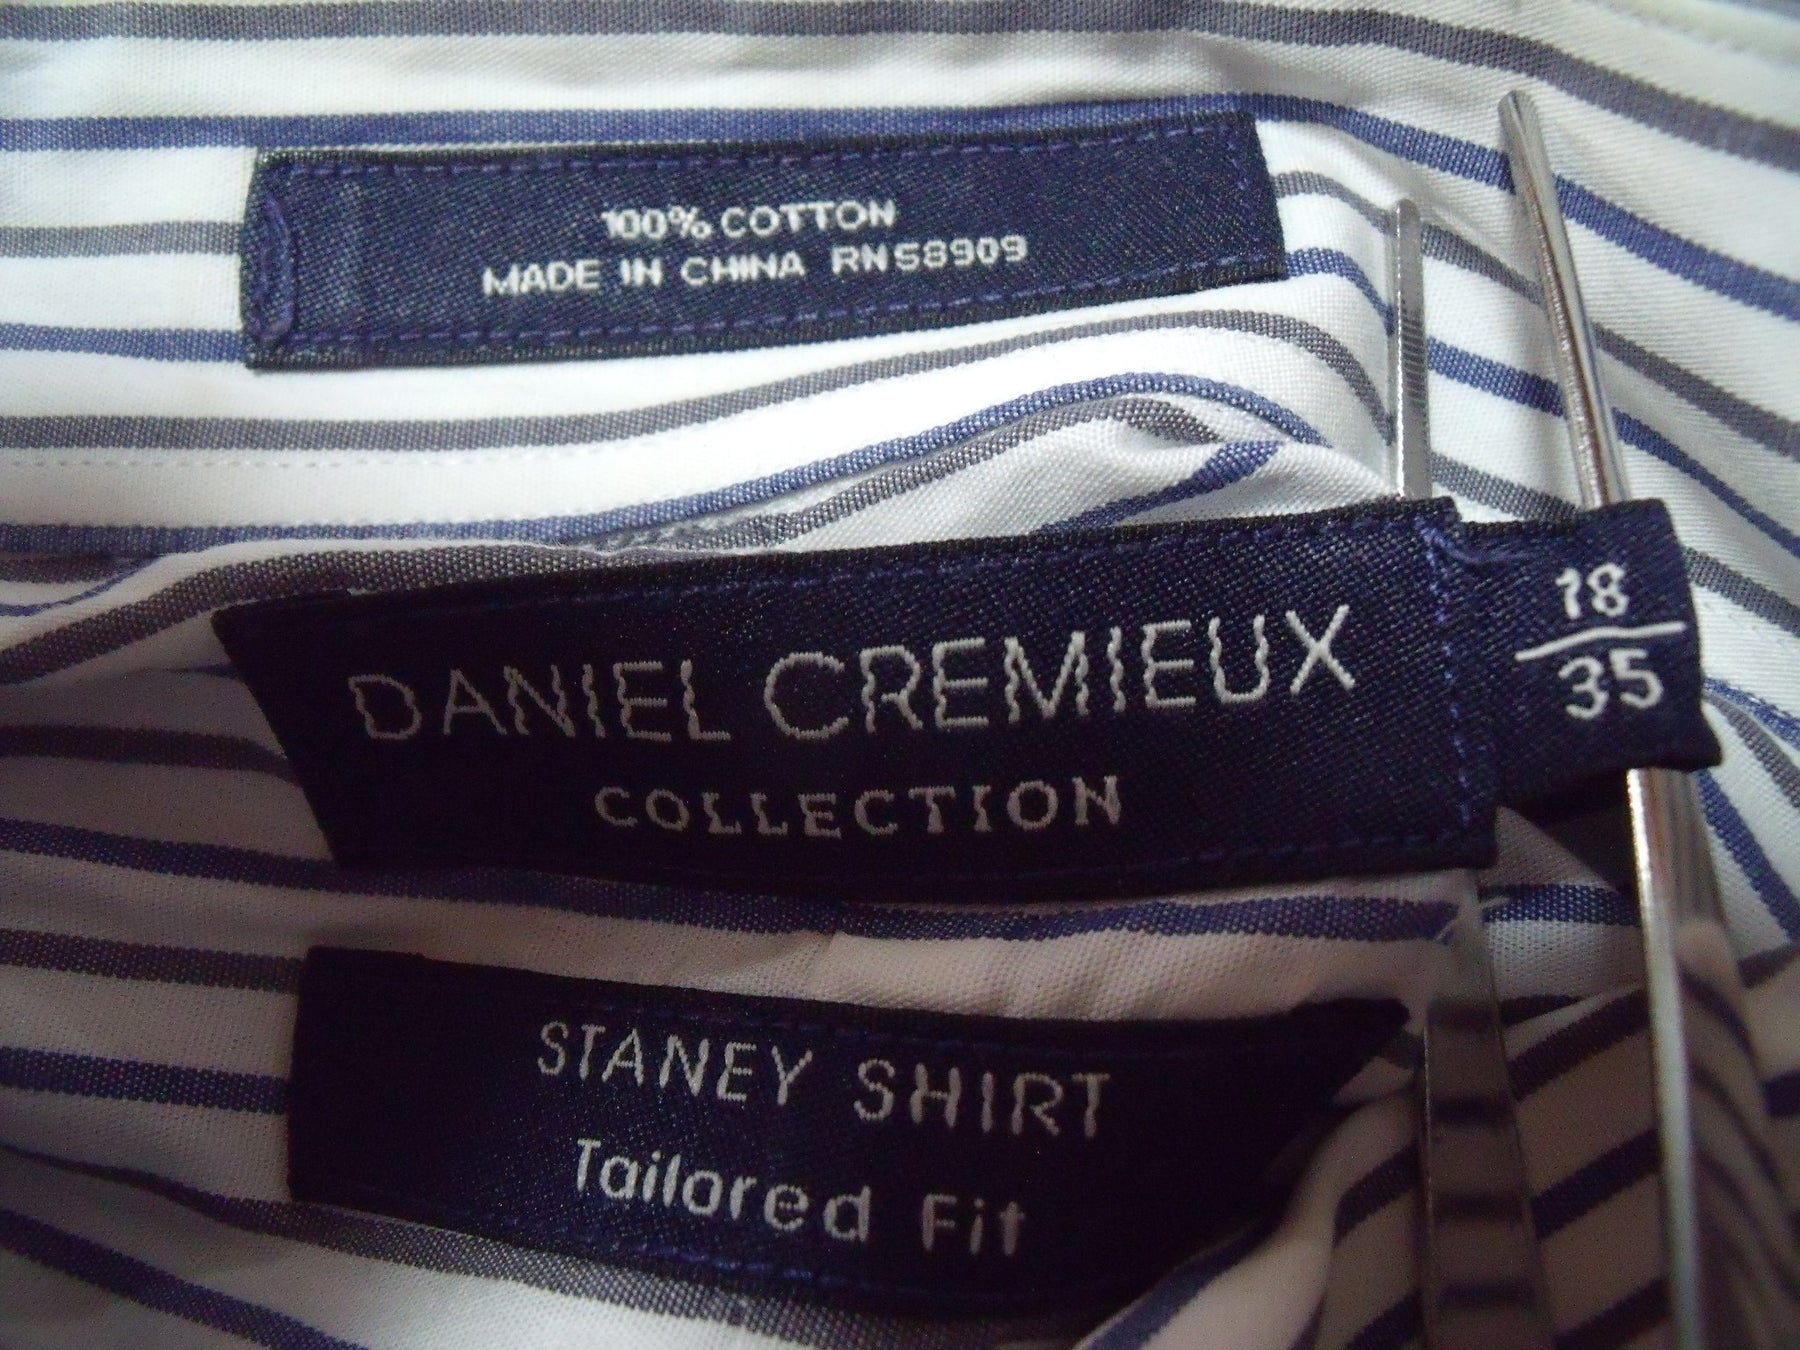 100% COTTON
MADE IN CHINA RN58909
DANIEL CREMIEUX
COLLECTION
18
35
STANEY SHIRT
Tailored Fit